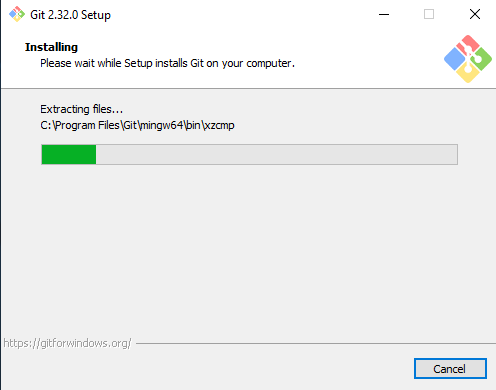 Git 2.32.0 Setup
Installing
Please wait while Setup installs Git on your computer.
Extracting files...
C:\Program Files\Git\mingw64\bin\xzcmp
https://gitforwindows.org/
Cancel